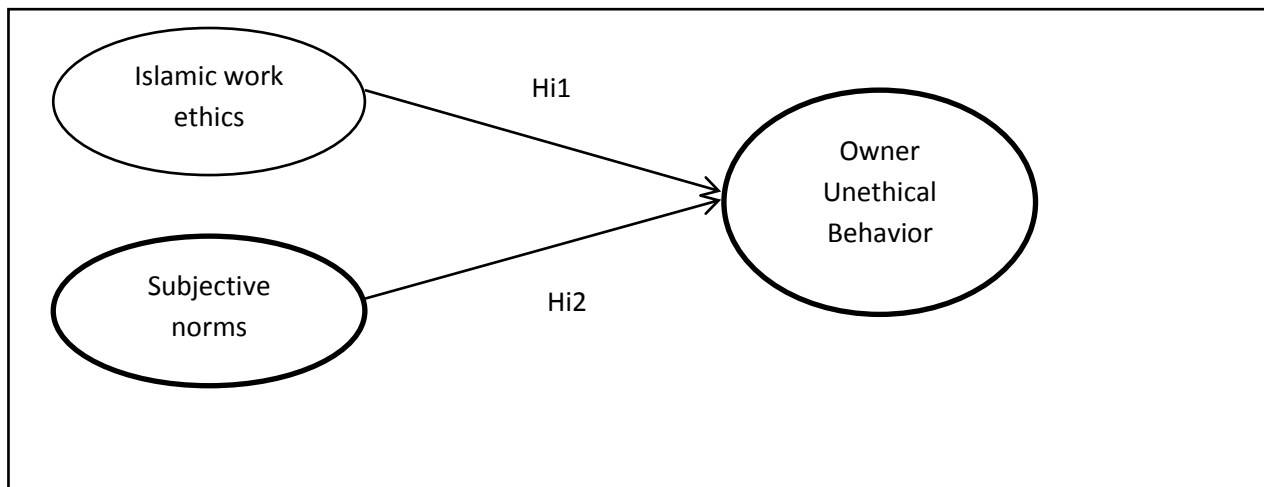 Islamic work
ethics
Hi1
Owner
Unethical
Behavior
Subjective
norms
Hi2